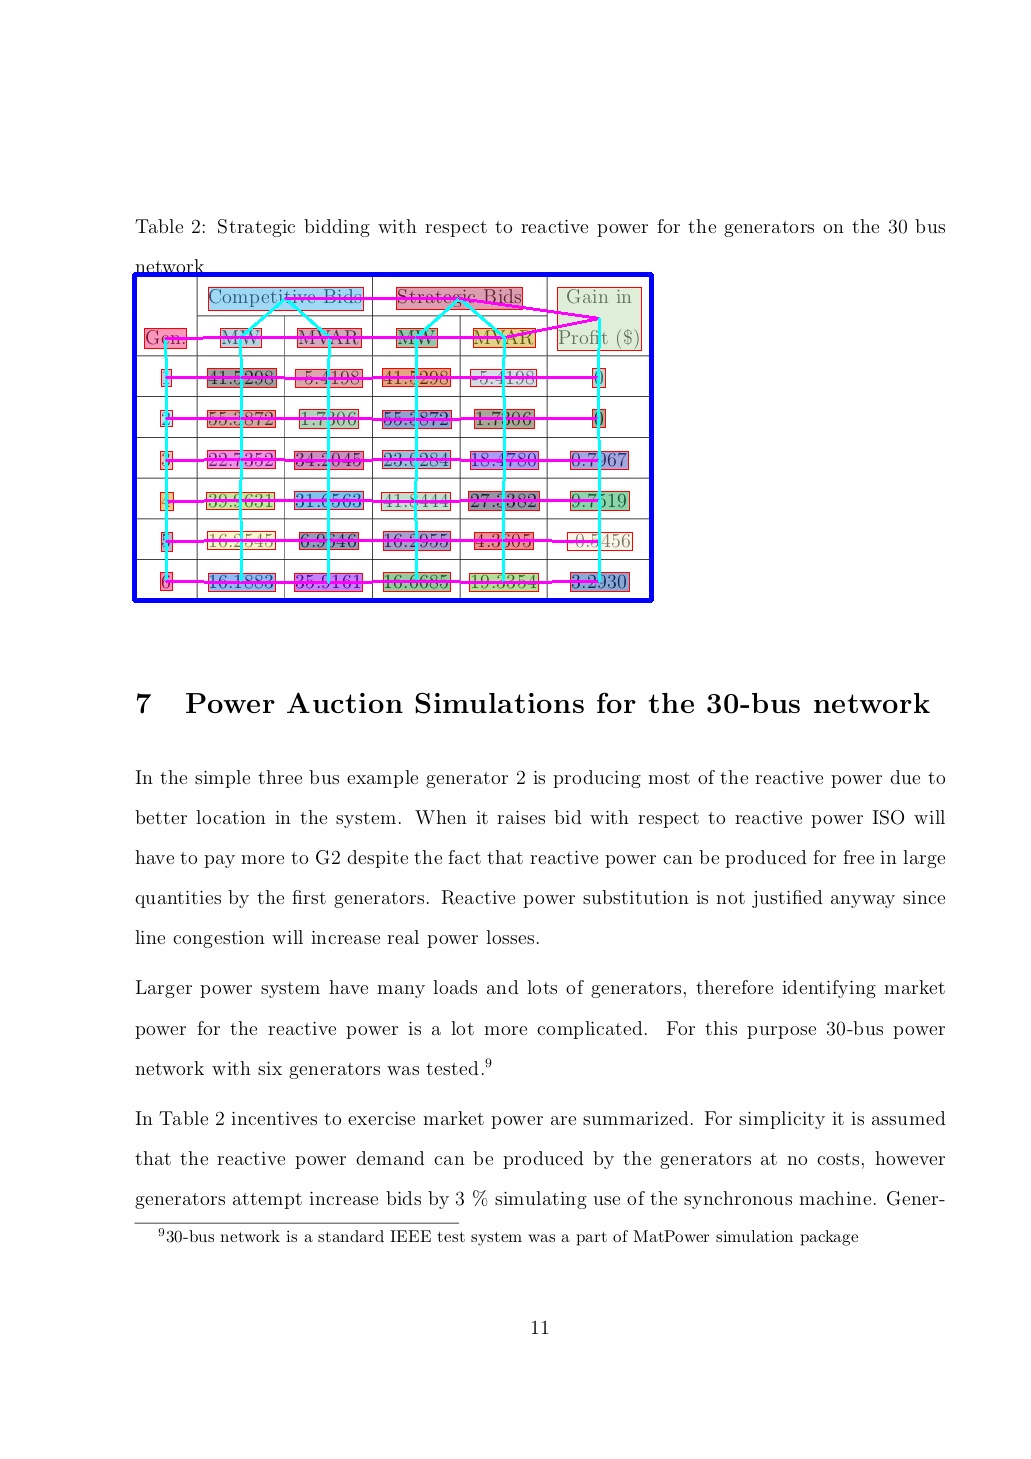 Table 2: Strategic bidding with respect to reactive power for the generators on the 30 bus
network
Competitive Bids Strategic Bids Gain in
Gen. MW MVAR MW MVAR Profit ($)
1 41.5298 -5.4198 41.5298 -5.4198 0
2 55.3872 1.7306 55.3872 1.7306 0
3 22.7352 34.2045 23.0284 18.4780 0.7967
4 39.9631 31.6563 41.8444 27.3382 9.7519
5 16.2545 6.9346 16.2955 4.3605 -0.5456
6 16.1883 35.9161 16.6685 19.3354 3.2930
7 Power Auction Simulations for the 30-bus network
In the simple three bus example generator 2 is producing most of the reactive power due to
better location in the system. When it raises bid with respect to reactive power ISO will
have to pay more to G2 despite the fact that reactive power can be produced for free in large
quantities by the first generators. Reactive power substitution is not justified anyway since
line congestion will increase real power losses.
Larger power system have many loads and lots of generators, therefore identifying market
power for the reactive power is a lot more complicated. For this purpose 30-bus power
network with six generators was tested.9
In Table 2 incentives to exercise market power are summarized. For simplicity it is assumed
that the reactive power demand can be produced by the generators at no costs, however
generators attempt increase bids by 3 % simulating use of the synchronous machine. Gener-
930-bus network is a standard IEEE test system was a part of MatPower simulation package
11